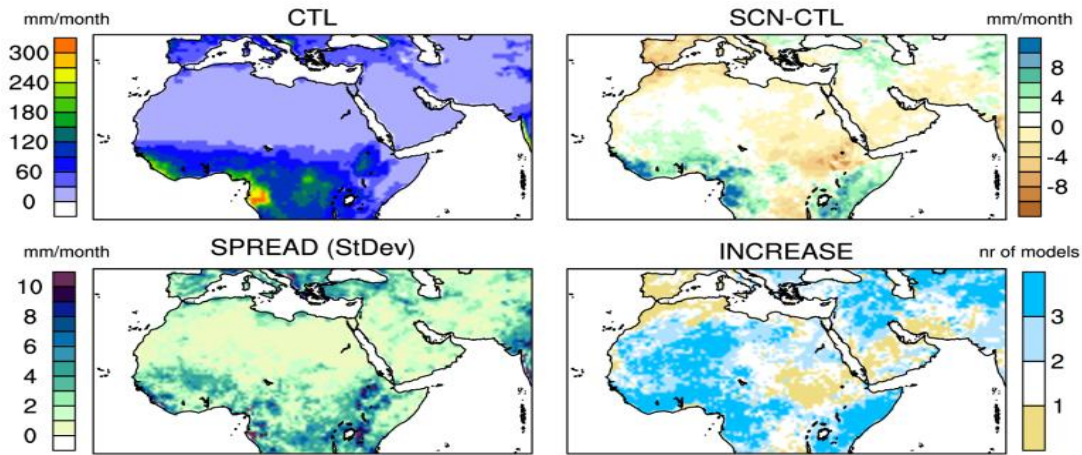 CTL
mm/month
300
240
180
120
60
0
SCN-CTL
mm/month
8
4
0
-4
-8
SPREAD (StDev)
mm/month
10
8
6
4
2
0
INCREASE
nr of models
3
2
1